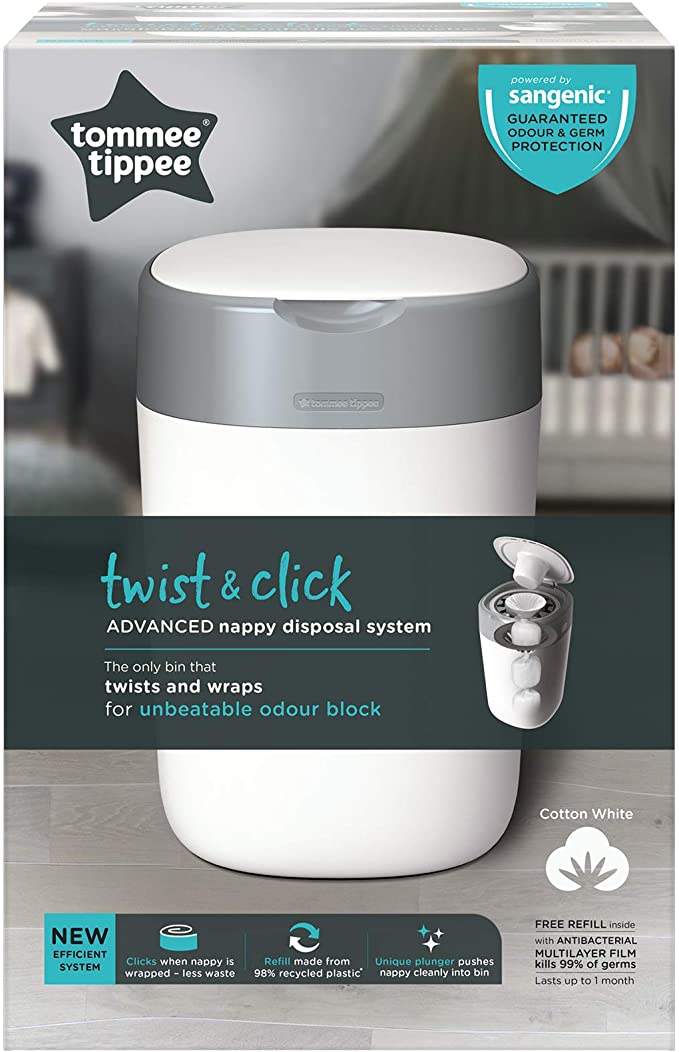 tommee
tippee®
powered by
sangenic®
GUARANTEED
ODOUR & GERM
PROTECTION
tommee tippee
twist & click
ADVANCED nappy disposal system
The only bin that
twists and wraps
for unbeatable odour block
Cotton White
NEW
EFFICIENT
SYSTEM
Clicks when nappy is
wrapped – less waste
Refill made from
98% recycled plastic*
Unique plunger pushes
nappy cleanly into bin
FREE REFILL inside
with ANTIBACTERIAL
MULTILAYER FILM
kills 99% of germs
Lasts up to 1 month